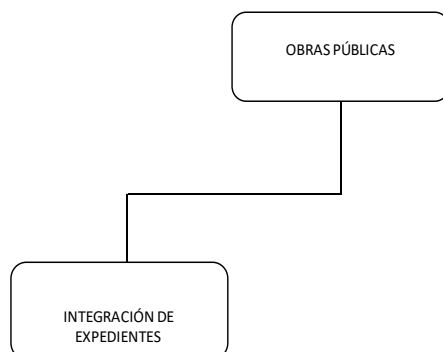 OBRAS PÚBLICAS
INTEGRACIÓN DE
EXPEDIENTES